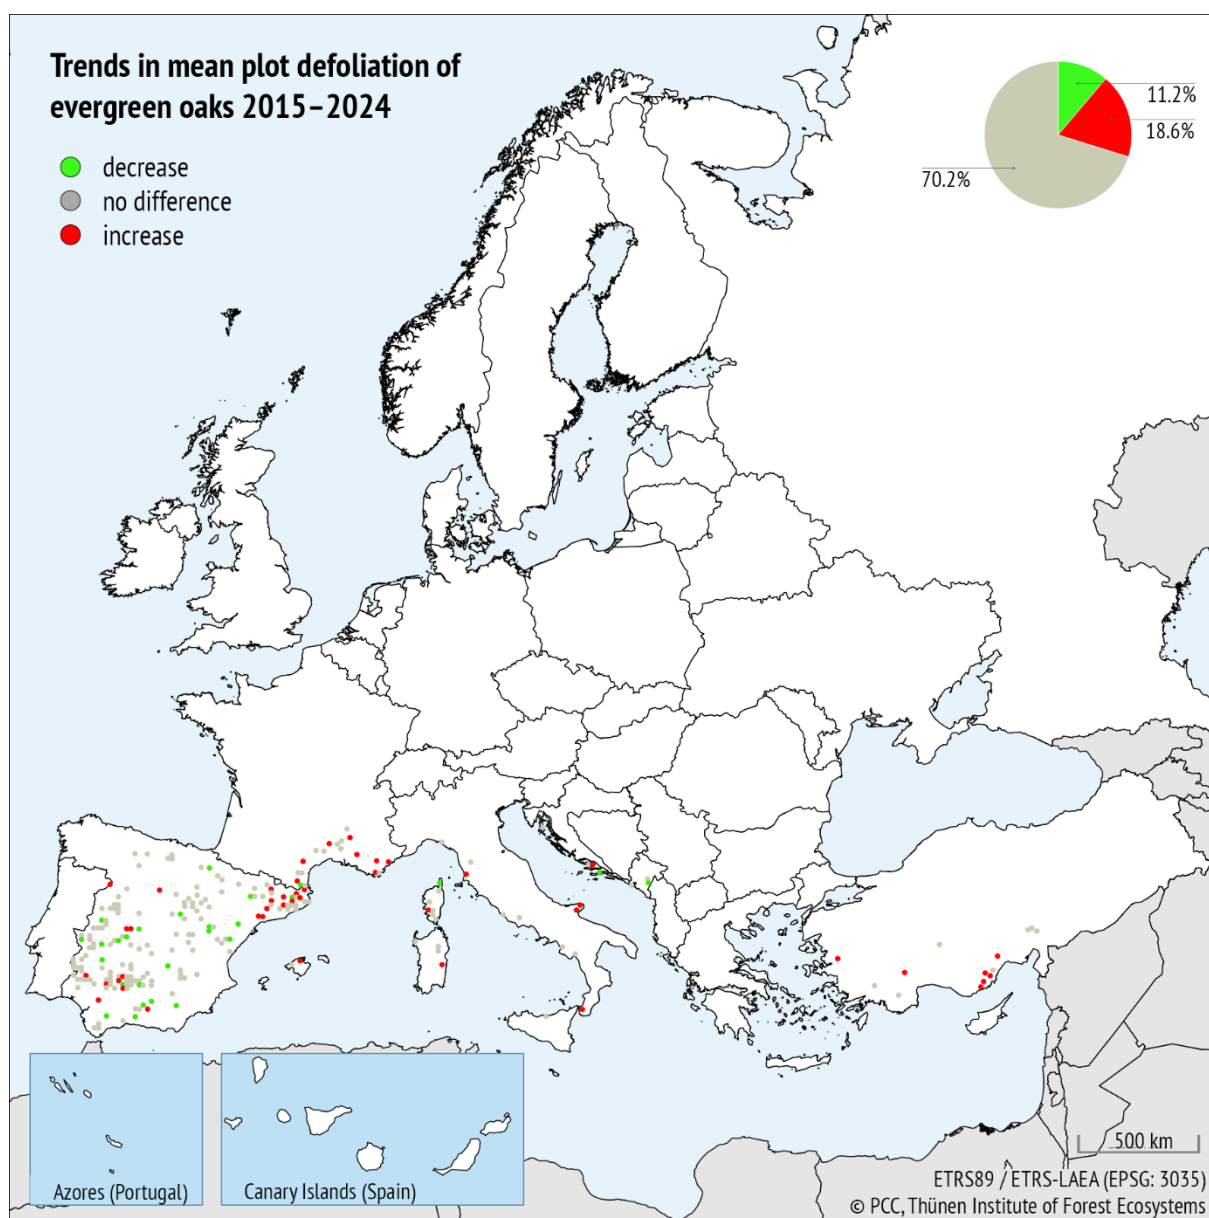 Trends in mean plot defoliation of
evergreen oaks 2015–2024
decrease
no difference
increase
11.2%
18.6%
70.2%
Azores (Portugal)
Canary Islands (Spain)
500 km
ETRS89 / ETRS-LAEA (EPSG: 3035)
© PCC, Thünen Institute of Forest Ecosystems